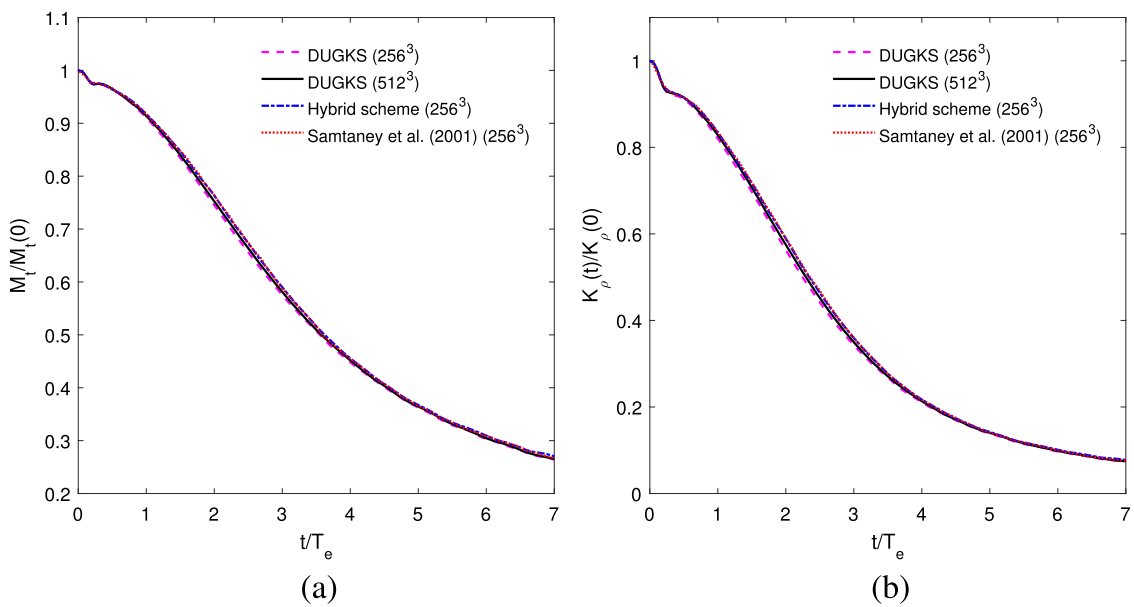 1.1
1
0.9
0.8
0.7
0.6
0.5
0.4
0.3
0.2
M_t/M_t(0)
DUGKS (256^3)
DUGKS (512^3)
Hybrid scheme (256^3)
Samtaney et al. (2001) (256^3)
0 1 2 3 4 5 6 7
t/T_e
(a)
1
0.8
0.6
0.4
0.2
0
K_ρ(t)/K_ρ(0)
DUGKS (256^3)
DUGKS (512^3)
Hybrid scheme (256^3)
Samtaney et al. (2001) (256^3)
0 1 2 3 4 5 6 7
t/T_e
(b)